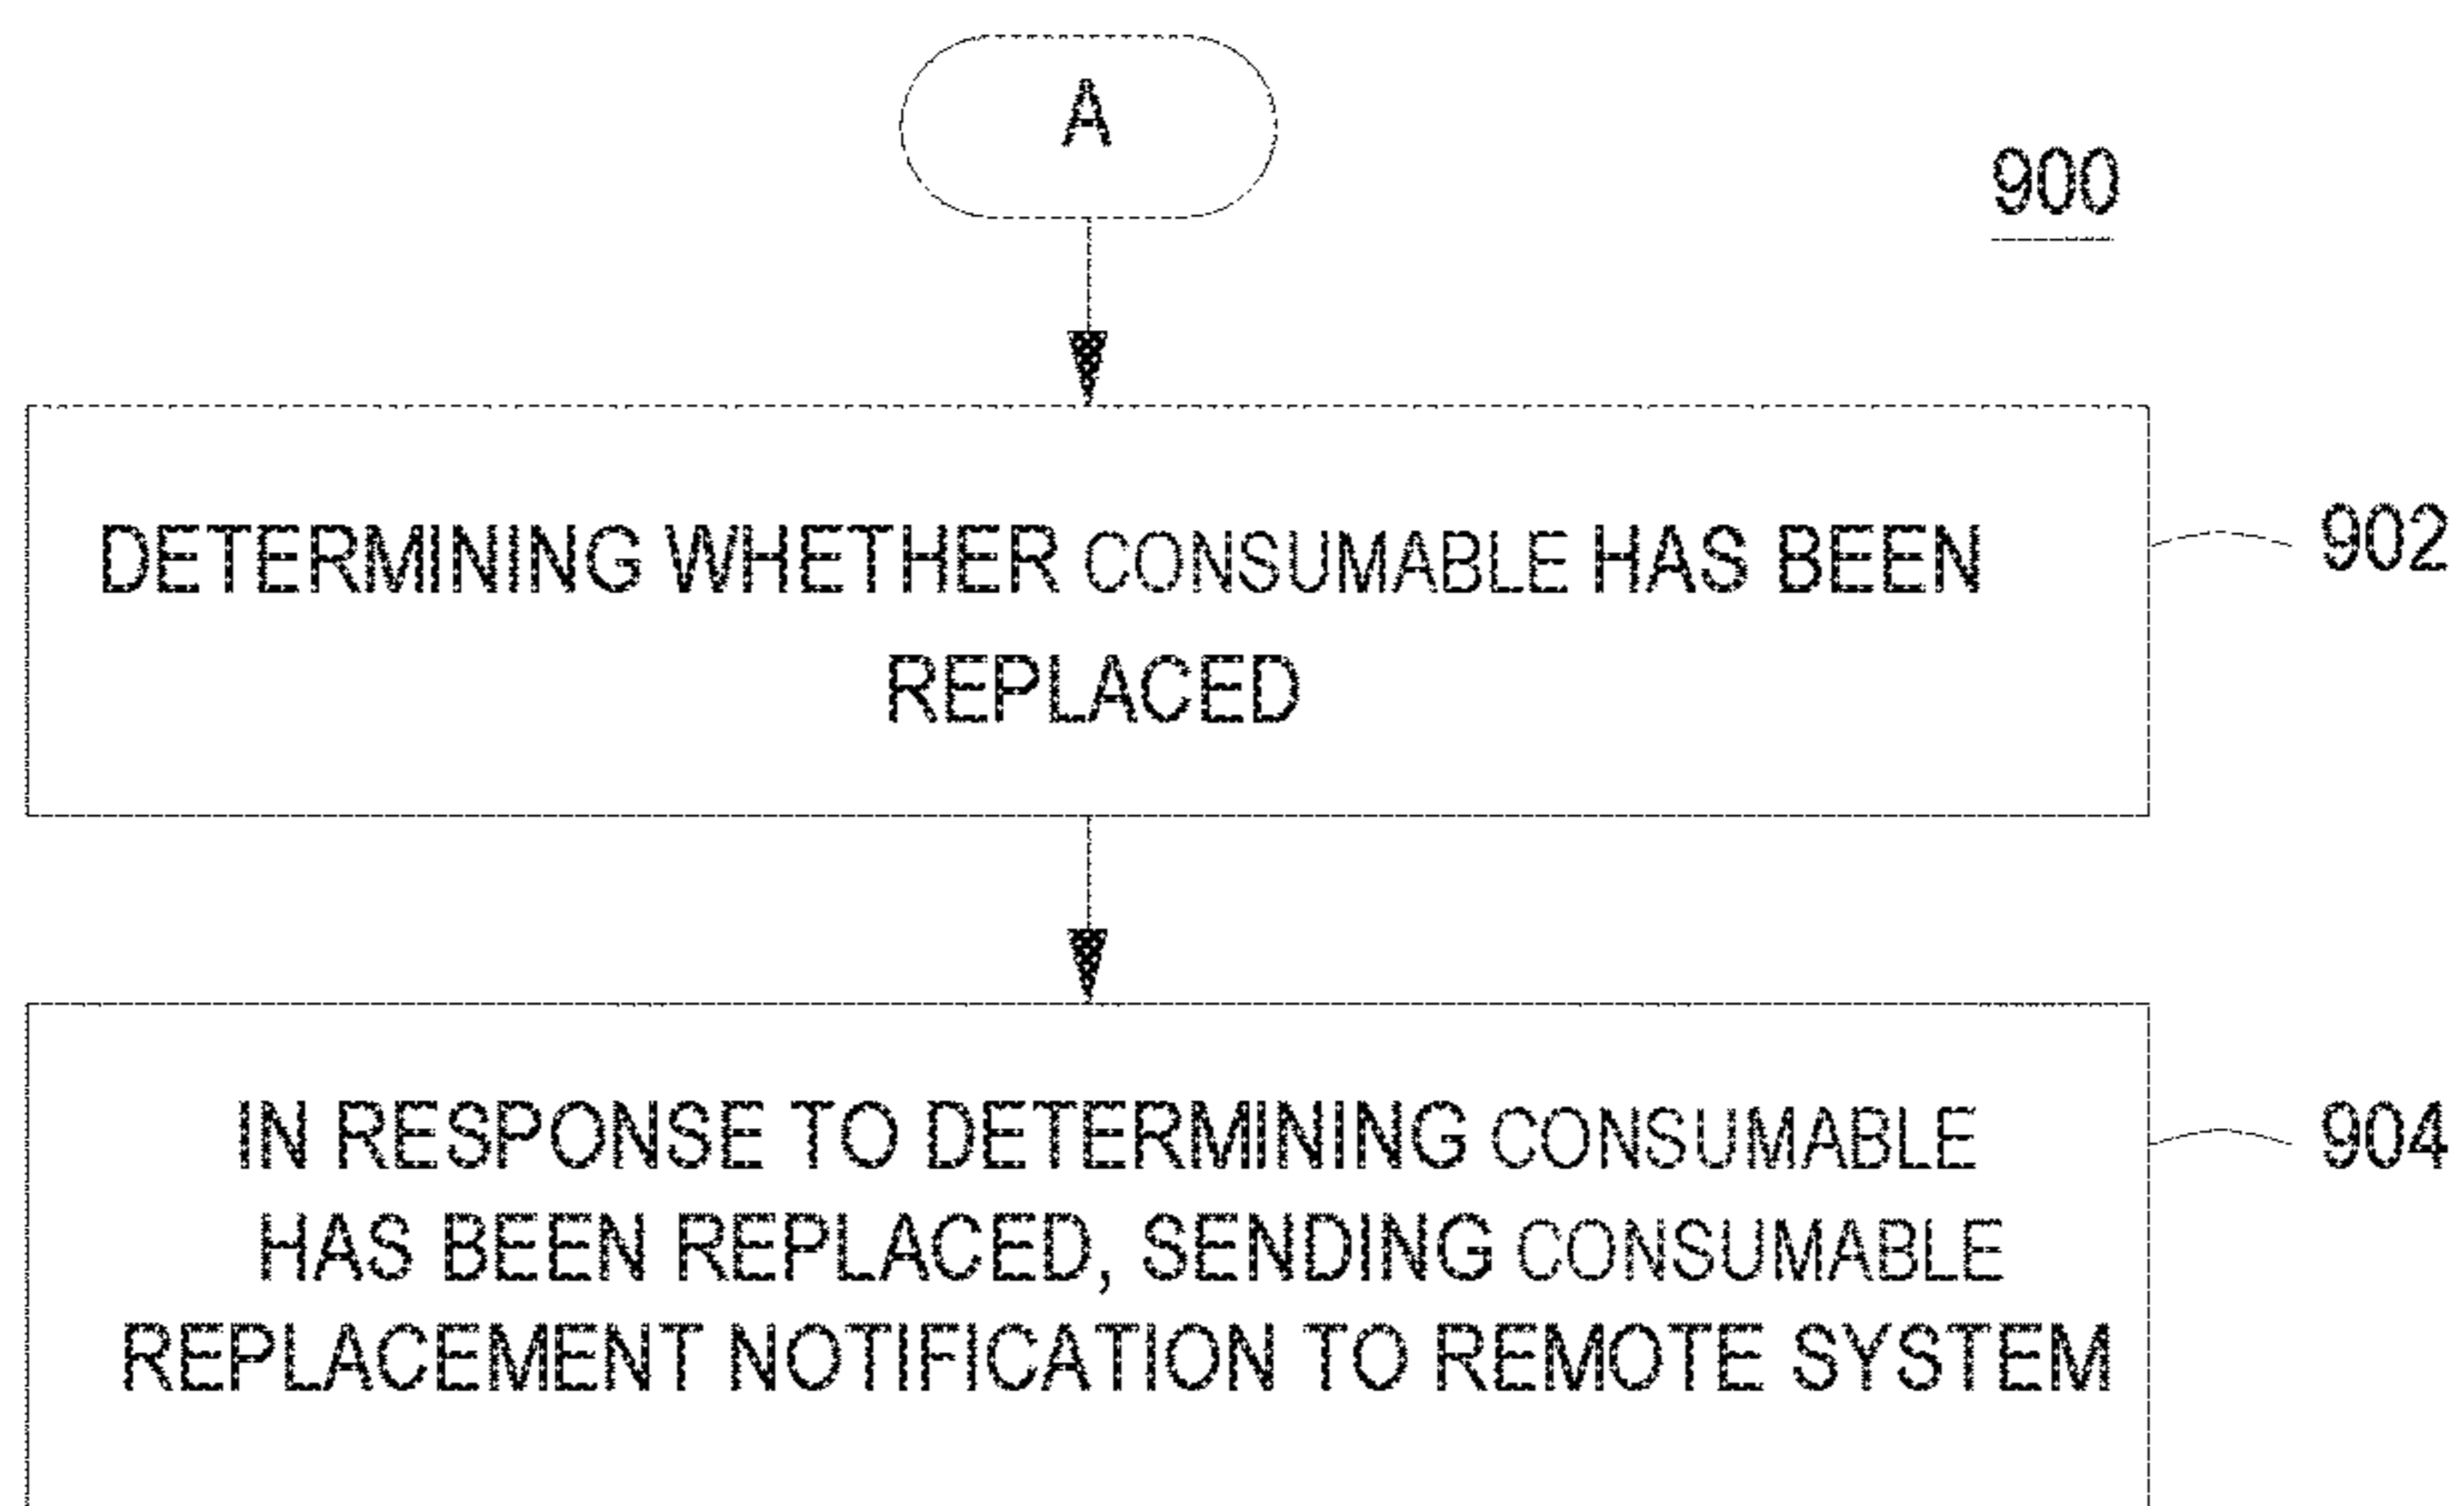 A
900
DETERMINING WHETHER CONSUMABLE HAS BEEN
REPLACED
902
IN RESPONSE TO DETERMINING CONSUMABLE
HAS BEEN REPLACED, SENDING CONSUMABLE
REPLACEMENT NOTIFICATION TO REMOTE SYSTEM
904